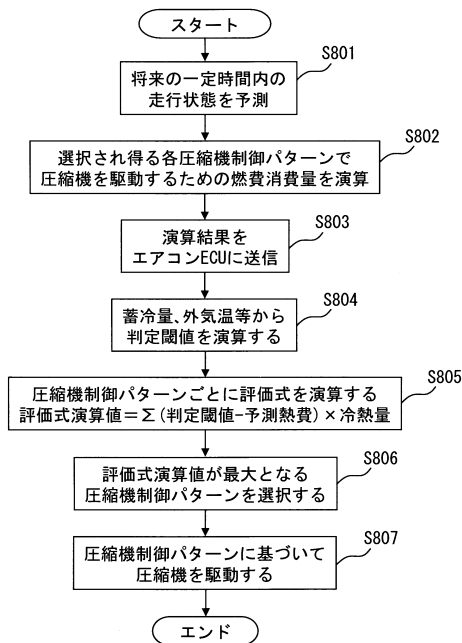 スタート
S801
将来の一定時間内の
走行状態を予測
S802
選択され得る各圧縮機制御パターンで
圧縮機を駆動するための燃費消費量を演算
S803
演算結果を
エアコンECUに送信
S804
蓄冷量、外気温等から
判定閾値を演算する
S805
圧縮機制御パターンごとに評価式を演算する
評価式演算値=Σ(判定閾値-予測熱費)×冷熱量
S806
評価式演算値が最大となる
圧縮機制御パターンを選択する
S807
圧縮機制御パターンに基づいて
圧縮機を駆動する
エンド